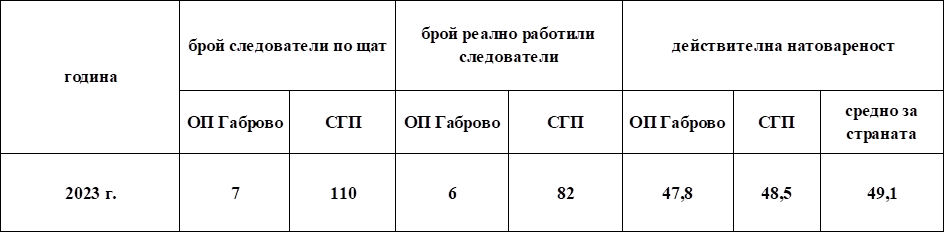 година
брой следователи по щат
брой реално работили
следователи
действителна натовареност
ОП Габрово
СГП
ОП Габрово
СГП
ОП Габрово
СГП
средно за
страната
2023 г.
7
110
6
82
47,8
48,5
49,1